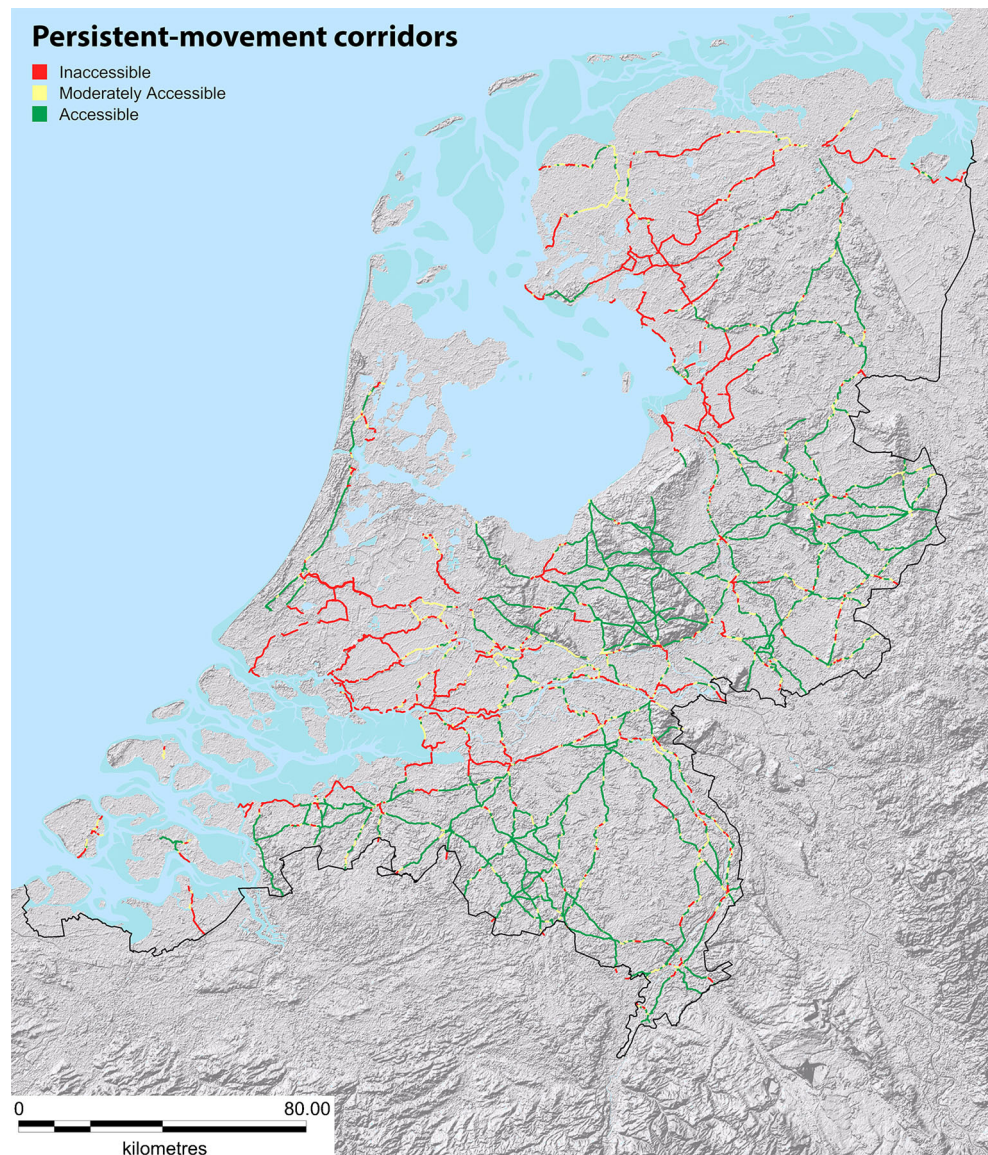 Persistent-movement corridors
Inaccessible
Moderately Accessible
Accessible
0 80.00
kilometres